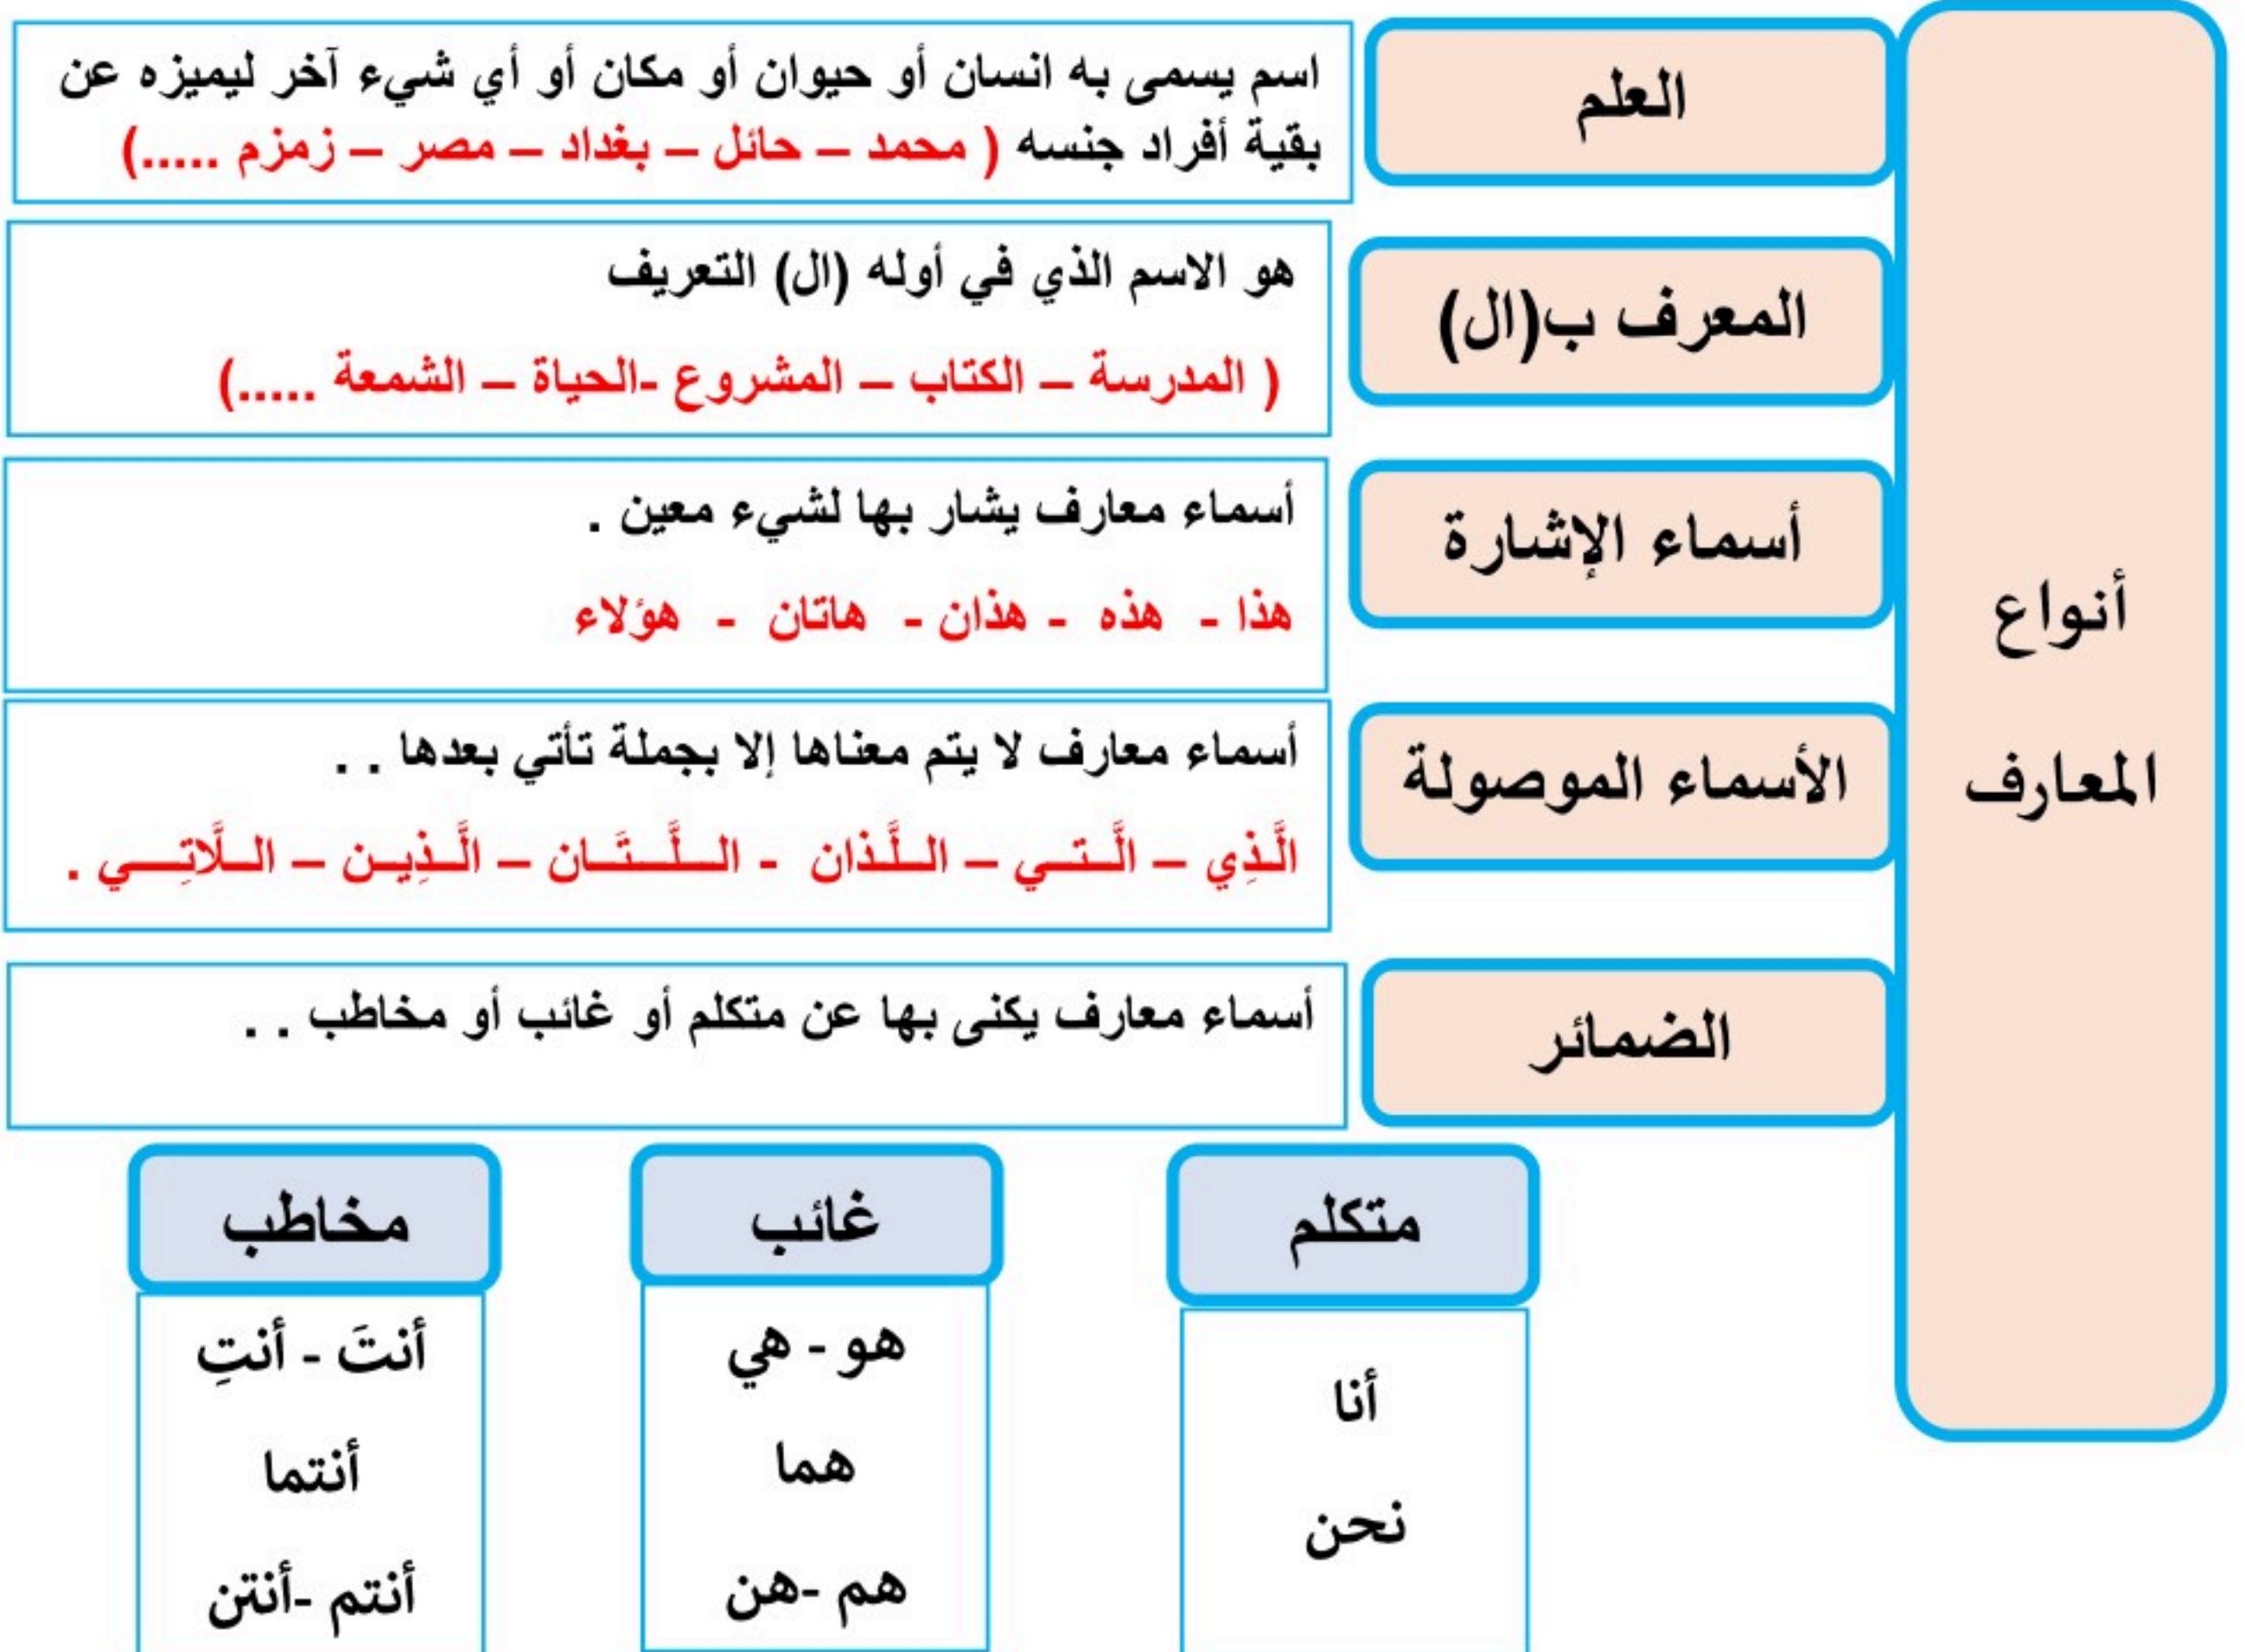 أنواع
المعارف
العلم
اسم يسمى به انسان أو حيوان أو مكان أو أي شيء آخر ليميزه عن
بقية أفراد جنسه ( محمد – حائل – بغداد – مصر – زمزم .....)
المعرف ب(ال)
هو الاسم الذي في أوله (ال) التعريف
( المدرسة – الكتاب – المشروع -الحياة – الشمعة .....)
أسماء الإشارة
أسماء معارف يشار بها لشيء معين .
هذا - هذه - هذان - هاتان - هؤلاء
الأسماء الموصولة
أسماء معارف لا يتم معناها إلا بجملة تأتي بعدها . .
الَّذِي – الَّـتـي – الـلَّـذان - الـلَّـتَـان – الَّـذِيـن – الـلَّاتِـي .
الضمائر
أسماء معارف يكنى بها عن متكلم أو غائب أو مخاطب . .
متكلم
أنا
نحن
غائب
هو - هي
هما
هم -هن
مخاطب
أنتَ - أنتِ
أنتما
أنتم -أنتن